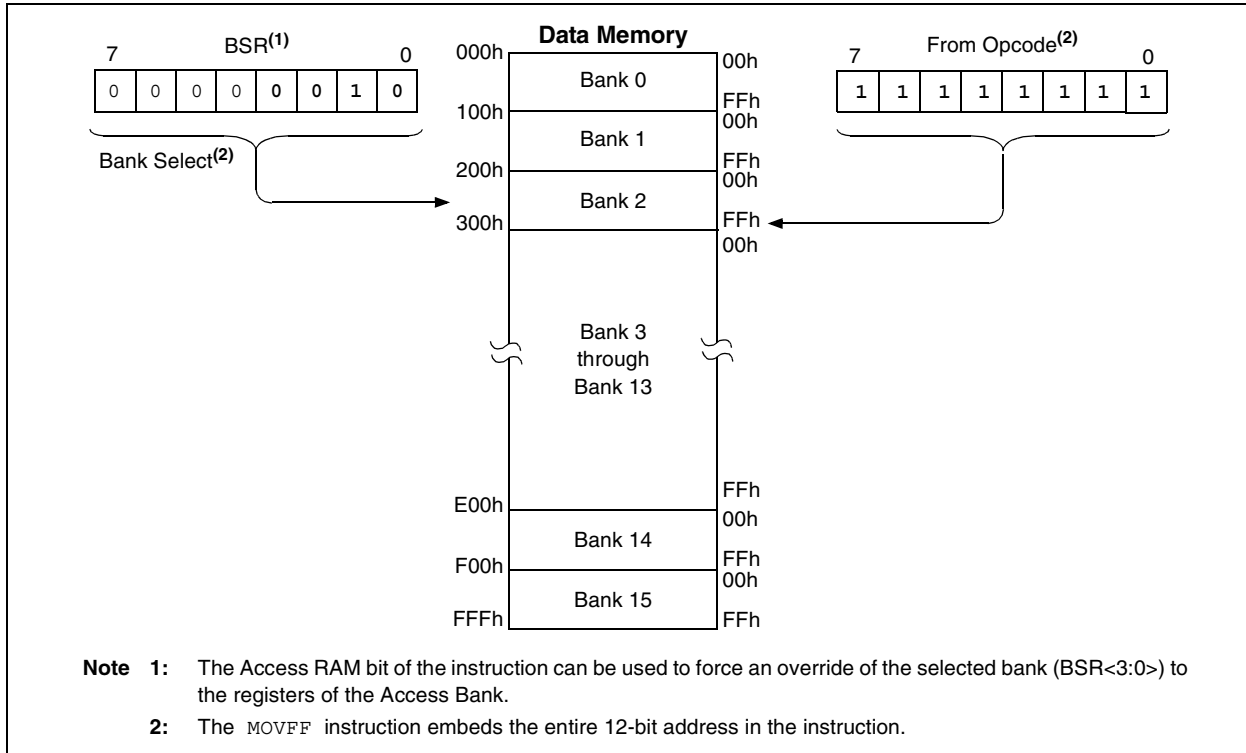 Data Memory
BSR(1)
7 0
0 0 0 0 0 0 1 0
Bank Select(2)
From Opcode(2)
7 0
1 1 1 1 1 1 1 1
000h
Bank 0
00h
FFh
100h
Bank 1
00h
FFh
200h
Bank 2
00h
FFh
300h
00h
Bank 3
through
Bank 13
FFh
E00h
Bank 14
00h
FFh
F00h
Bank 15
00h
FFFh
FFh
Note 1: The Access RAM bit of the instruction can be used to force an override of the selected bank (BSR<3:0>) to
the registers of the Access Bank.
2: The MOVFF instruction embeds the entire 12-bit address in the instruction.